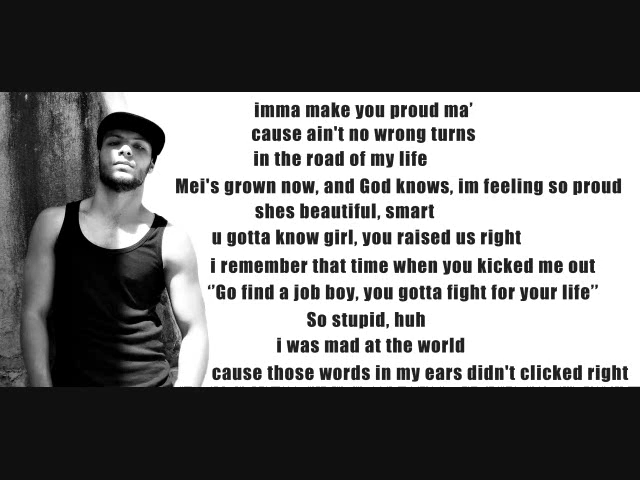 imma make you proud ma'
cause ain't no wrong turns
in the road of my life
Mei's grown now, and God knows, im feeling so proud
shes beautiful, smart
u gotta know girl, you raised us right
i remember that time when you kicked me out
‘’Go find a job boy, you gotta fight for your life’’
So stupid, huh
i was mad at the world
cause those words in my ears didn't clicked right